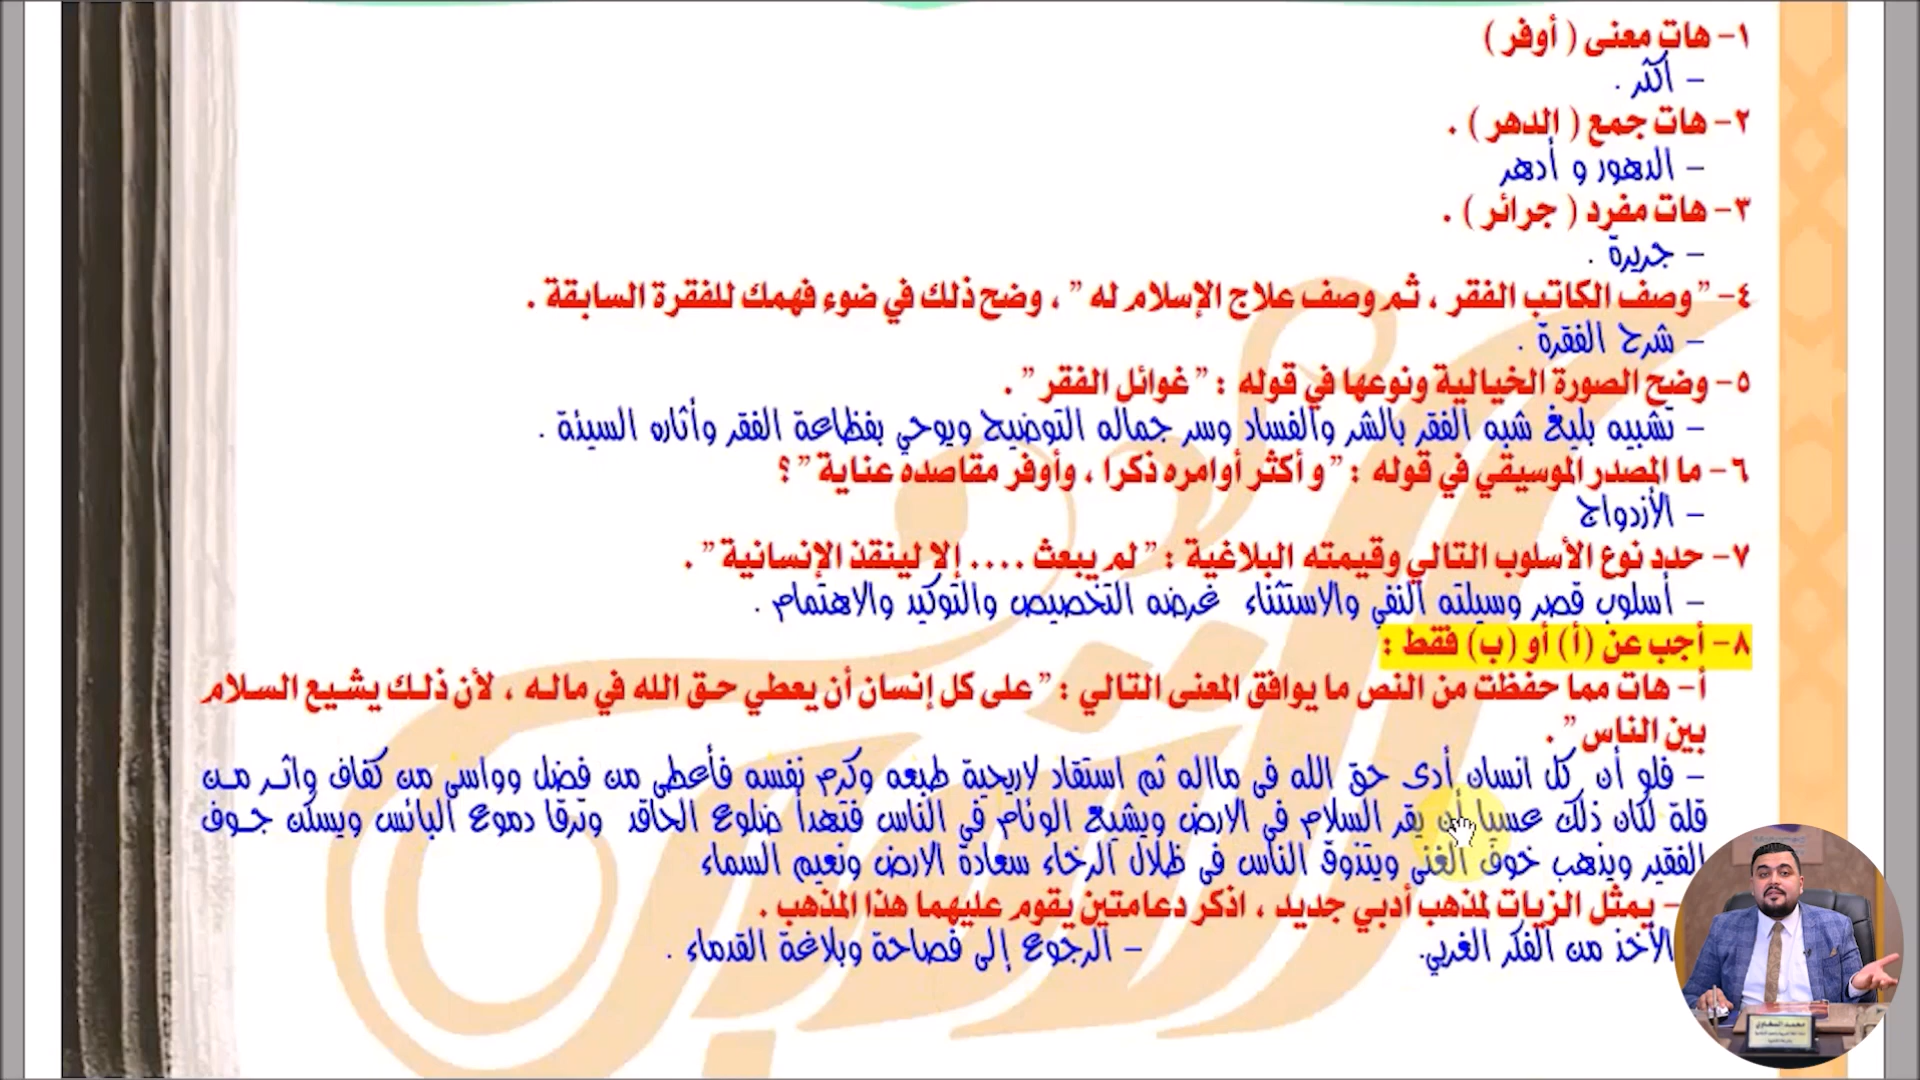 ١- هات معنى ( أوفر )
- أكثر .
٢- هات جمع ( الدهر ) .
- الدهور و أدهر
٣- هات مفرد ( جرائر ) .
- جريرة .
٤- "وصف الكاتب الفقر ، ثم وصف علاج الإسلام له " ، وضح ذلك في ضوء فهمك للفقرة السابقة .
- شرح الفقرة .
٥- وضح الصورة الخيالية ونوعها في قوله : " غوائل الفقر " .
- تشبيه بليغ شبه الفقر بالشر والفساد وسر جماله التوضيح ويوحي بفظاعة الفقر وأثاره السيئة .
٦- ما المصدر الموسيقي في قوله : " و أكثر أوامره ذكرا ، وأوفر مقاصده عناية " ؟
- الأزدواج
٧- حدد نوع الأسلوب التالي وقيمته البلاغية : " لم يبعث .... إلا لينقذ الإنسانية " .
- أسلوب قصر وسيلته النفي والاستثناء غرضه التخصيص والتوكيد والاهتمام .
٨- أجب عن (أ) أو (ب) فقط :
أ- هات مما حفظت من النص ما يوافق المعنى التالي : " على كل إنسان أن يعطي حق الله في ماله ، لأن ذلك يشيع السلام
بين الناس " .
- فلو أن كل انسان أدى حق الله فى مااله ثم استقاد لاريحية طبعه وكرم نفسه فأعطى من فضل وواسى من كفاف واثر من
قلة لكان ذلك عسيا أن يقر السلام فى الارض ويشيع الوئام في الناس فتهدأ ضلوع الحاقد وترقا دموع البائس ويسكن جوف
الفقير ويذهب خوف الغنى ويتذوق الناس فى ظلال الرخاء سعادة الارض ونعيم السماء
- يمثل الزيات لمذهب أدبي جديد ، اذكر دعامتين يقوم عليهما هذا المذهب .
الأخذ من الفكر الغربي. - الرجوع إلى فصاحة وبلاغة القدماء .